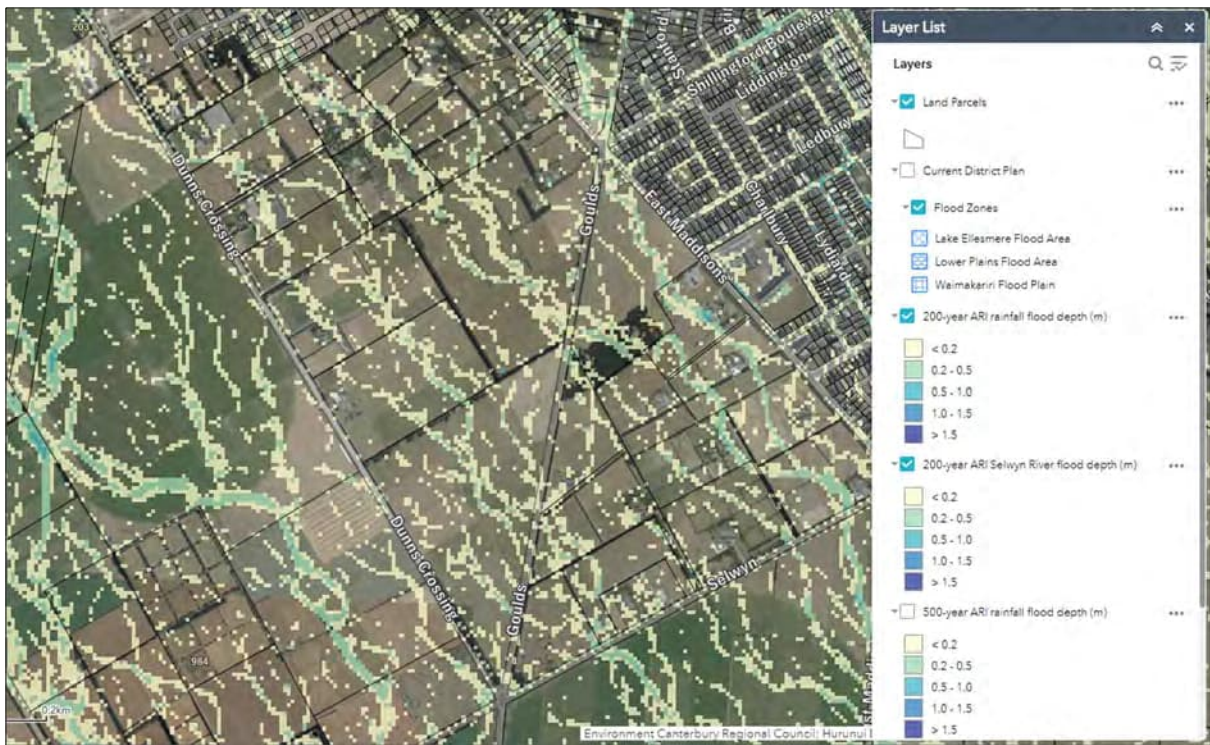 203
Stanford
Shillingford Boulevard
Liddington
Ledbury
Charlbury
Lydiard
Dunns Crossing
Goulds
East Maddisons
Dunns Crossing
Goulds
Selwyn
984
0.2km
Environment Canterbury Regional Council; Hurunui
Layer List
Layers
Land Parcels
Current District Plan
Flood Zones
Lake Ellesmere Flood Area
Lower Plains Flood Area
Waimakariri Flood Plain
200-year ARI rainfall flood depth (m)
< 0.2
0.2 - 0.5
0.5 - 1.0
1.0 - 1.5
> 1.5
200-year ARI Selwyn River flood depth (m)
< 0.2
0.2 - 0.5
0.5 - 1.0
1.0 - 1.5
> 1.5
500-year ARI rainfall flood depth (m)
< 0.2
0.2 - 0.5
0.5 - 1.0
1.0 - 1.5
> 1.5